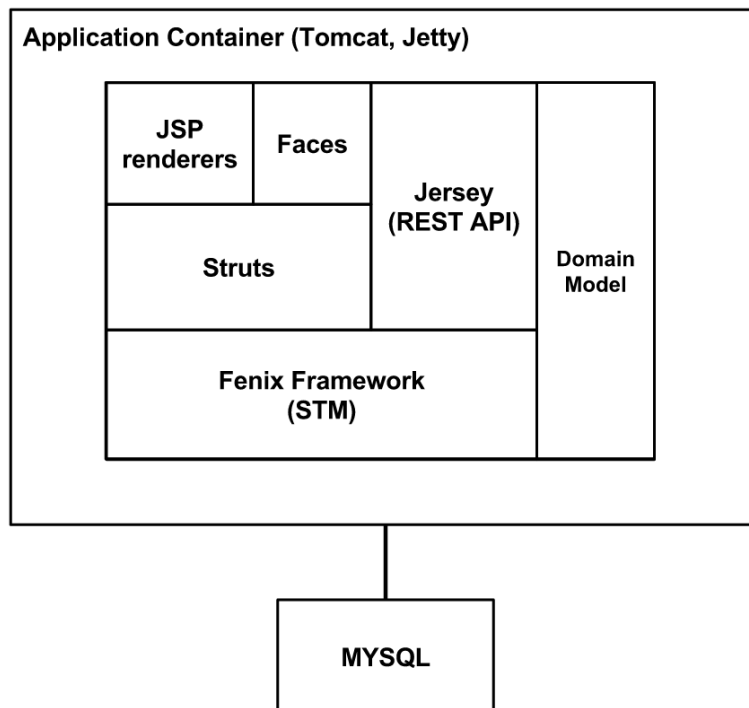 Application Container (Tomcat, Jetty)
JSP
renderers
Faces
Jersey
(REST API)
Struts
Domain
Model
Fenix Framework
(STM)
MYSQL